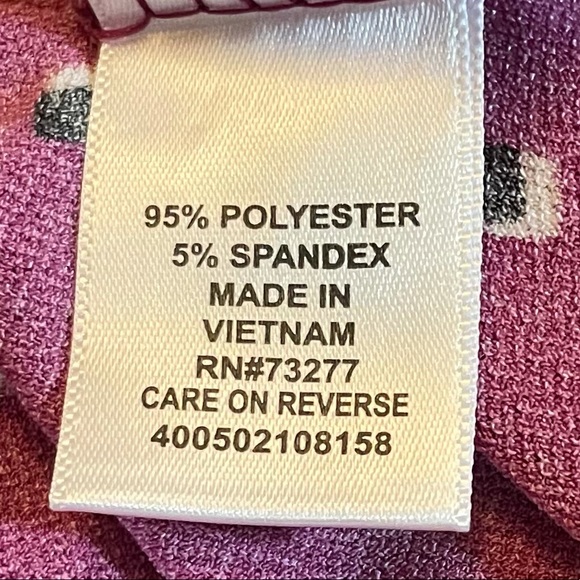 95% POLYESTER
5% SPANDEX
MADE IN
VIETNAM
RN#73277
CARE ON REVERSE
400502108158